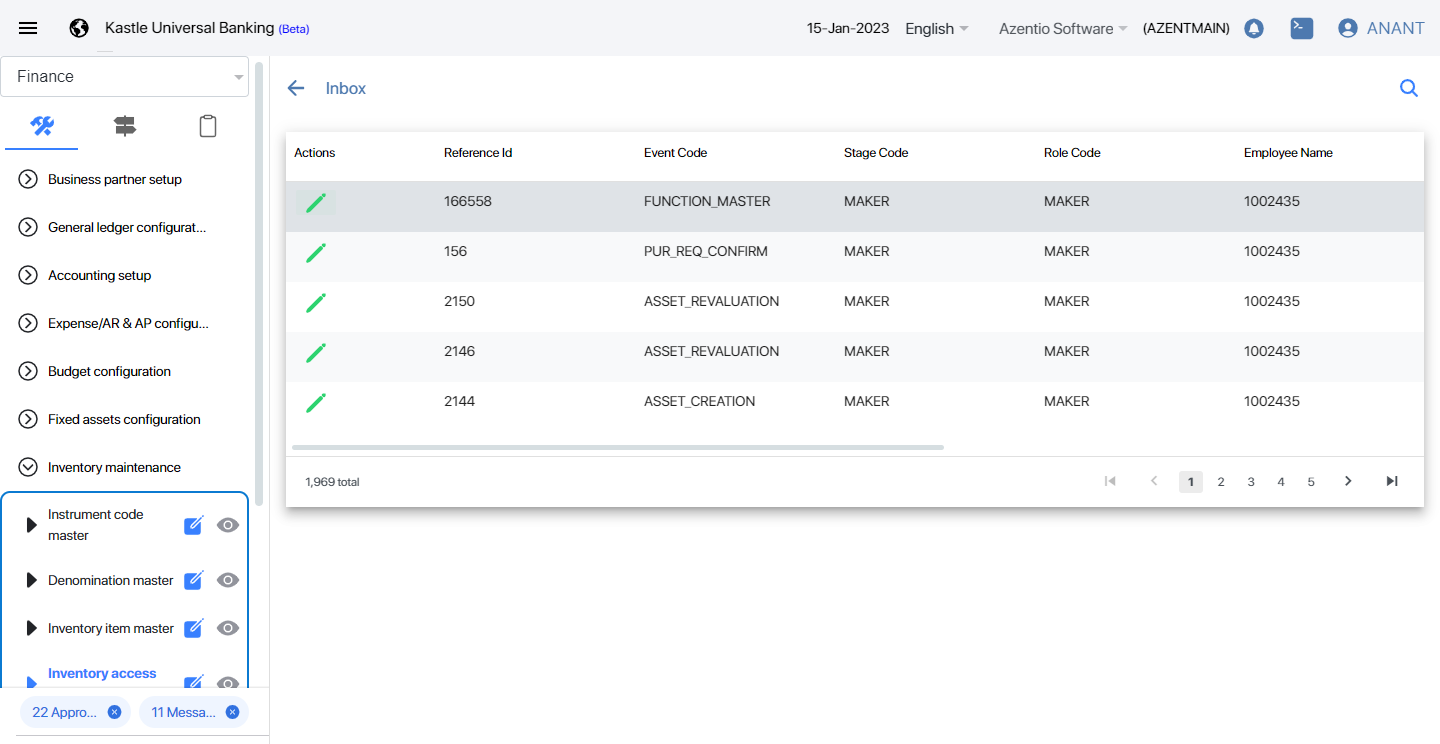 Kastle Universal Banking (Beta)
15-Jan-2023
English
Azentio Software
(AZENTMAIN)
ANANT
Finance
Business partner setup
General ledger configurat...
Accounting setup
Expense/AR & AP configu...
Budget configuration
Fixed assets configuration
Inventory maintenance
Instrument code
master
Denomination master
Inventory item master
Inventory access
22 Appro...
11 Messa...
Inbox
Actions Reference Id Event Code Stage Code Role Code Employee Name
166558 FUNCTION_MASTER MAKER MAKER 1002435
156 PUR_REQ_CONFIRM MAKER MAKER 1002435
2150 ASSET_REVALUATION MAKER MAKER 1002435
2146 ASSET_REVALUATION MAKER MAKER 1002435
2144 ASSET_CREATION MAKER MAKER 1002435
1,969 total
1 2 3 4 5